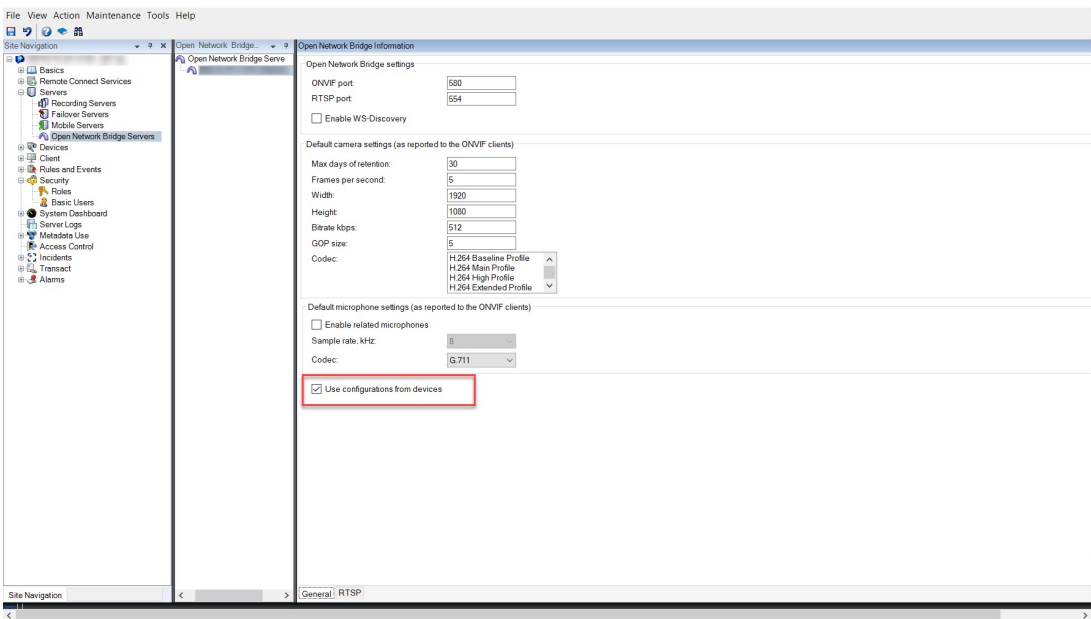 File View Action Maintenance Tools Help
Site Navigation
Basics
Remote Connect Services
Servers
Recording Servers
Failover Servers
Mobile Servers
Open Network Bridge Servers
Devices
Client
Rules and Events
Security
Roles
Basic Users
System Dashboard
Server Logs
Metadata Use
Access Control
Incidents
Transact
Alarms
Site Navigation
Open Network Bridge...
Open Network Bridge Serve
Open Network Bridge Information
Open Network Bridge settings
ONVIF port: 580
RTSP port: 554
Enable WS-Discovery
Default camera settings (as reported to the ONVIF clients)
Max days of retention: 30
Frames per second: 5
Width: 1920
Height: 1080
Bitrate kbps: 512
GOP size: 5
Codec: H.264 Baseline Profile
H.264 Main Profile
H.264 High Profile
H.264 Extended Profile
Default microphone settings (as reported to the ONVIF clients)
Enable related microphones
Sample rate, kHz: 8
Codec: G.711
Use configurations from devices
General RTSP